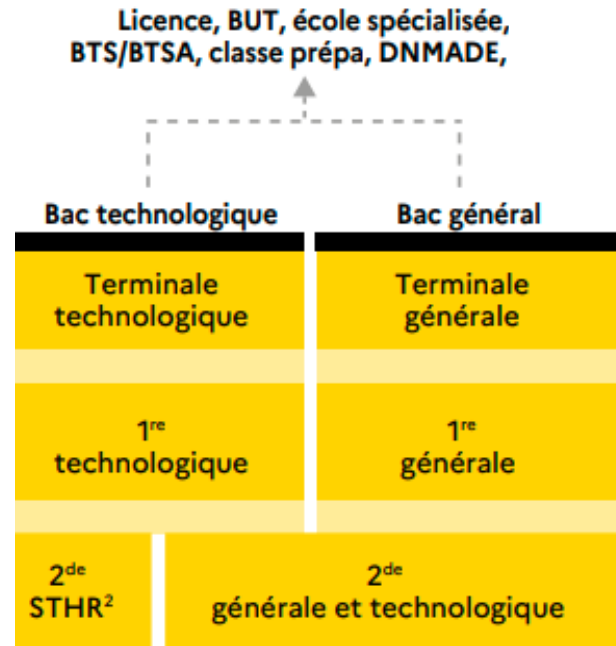 Licence, BUT, école spécialisée,
BTS/BTSA, classe prépa, DNMADE,
Bac technologique
Bac général
Terminale
technologique
Terminale
générale
1re
technologique
1re
générale
2de
STHR2
2de
générale et technologique